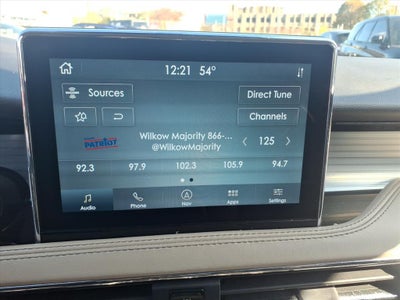 12:21 54°
Sources
Direct Tune
Channels
PATRIOT
Wilkow Majority 866-...
@WilkowMajority
125
92.3 97.9 102.3 105.9 94.7
Audio Phone Nav Apps Settings